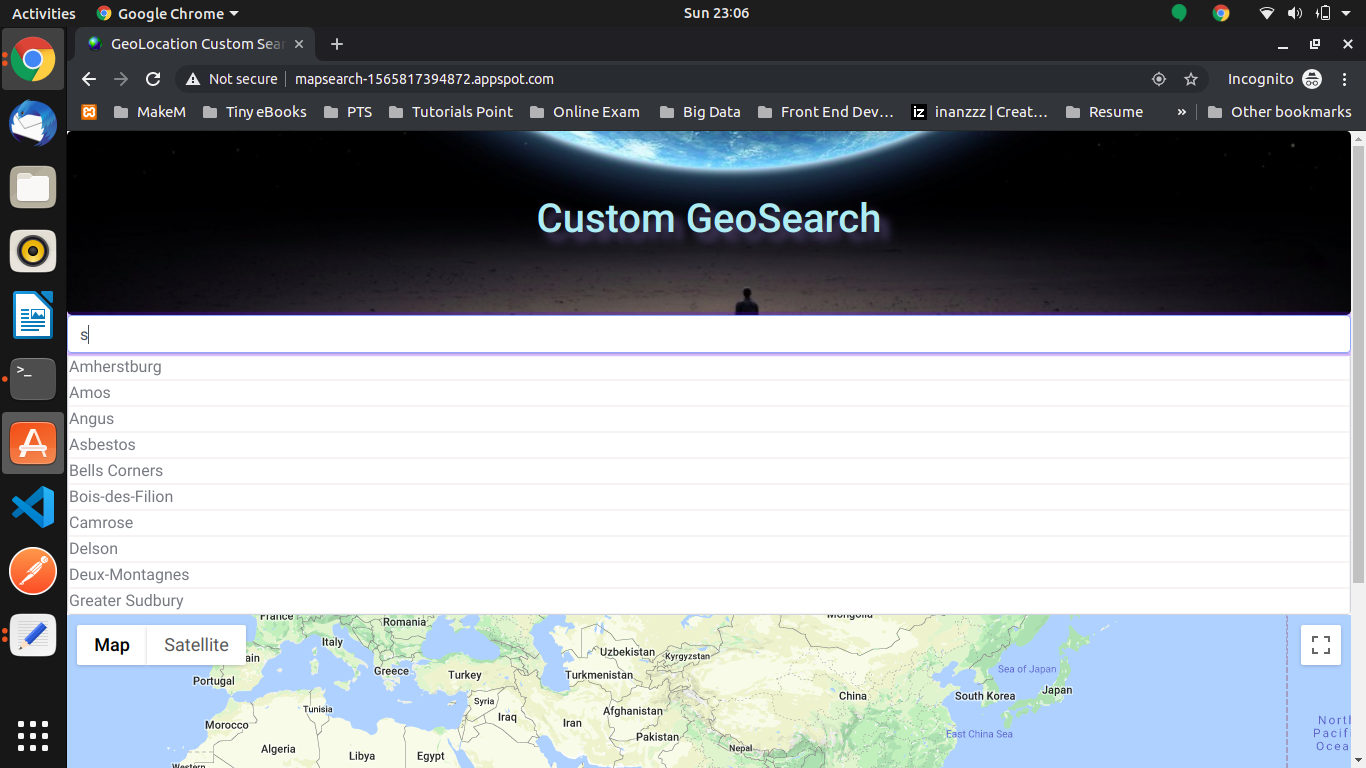 Activities Google Chrome Sun 23:06
GeoLocation Custom Sear
Not secure mapsearch-1565817394872.appspot.com Incognito
MakeM Tiny eBooks PTS Tutorials Point Online Exam Big Data Front End Dev… iz inanzzz | Creat… Resume » Other bookmarks
Custom GeoSearch
s
Amherstburg
Amos
Angus
Asbestos
Bells Corners
Bois-des-Filion
Camrose
Delson
Deux-Montagnes
Greater Sudbury
Map Satellite
France
Romania
Mongolia
Italy
Uzbekistan
Kyrgyzstan
ain
Greece
Turkey
Turkmenistan
Sea of Japan
Portugal
China
South Korea
Japan
Syria
Tunisia
Afghanistan
Morocco
Iraq
Iran
Pakistan
East China Sea
North
Pacif
Ocea
Algeria
Libya
Egypt
Nepal
Western